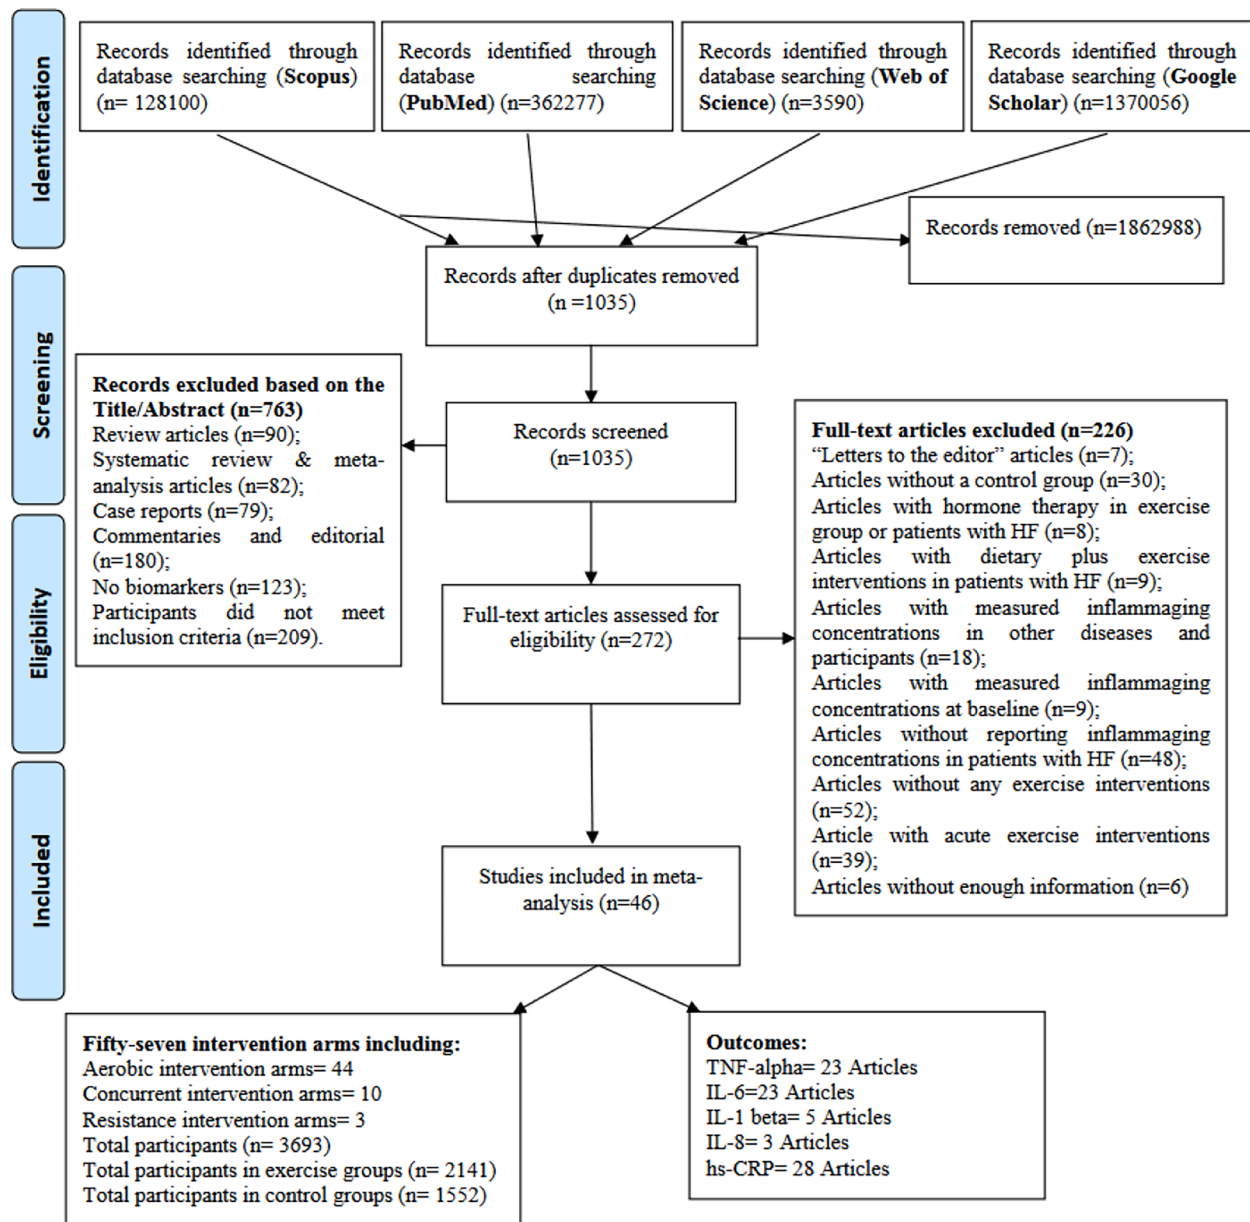 Identification
Records identified through
database searching (Scopus)
(n= 128100)
Records identified through
database searching
(PubMed) (n=362277)
Records identified through
database searching (Web of
Science) (n=3590)
Records identified through
database searching (Google
Scholar) (n=1370056)
Records removed (n=1862988)
Records after duplicates removed
(n =1035)
Screening
Records excluded based on the
Title/Abstract (n=763)
Review articles (n=90);
Systematic review & meta-
analysis articles (n=82);
Case reports (n=79);
Commentaries and editorial
(n=180);
No biomarkers (n=123);
Participants did not meet
inclusion criteria (n=209).
Records screened
(n=1035)
Full-text articles excluded (n=226)
“Letters to the editor” articles (n=7);
Articles without a control group (n=30);
Articles with hormone therapy in exercise
group or patients with HF (n=8);
Articles with dietary plus exercise
interventions in patients with HF (n=9);
Articles with measured inflammaging
concentrations in other diseases and
participants (n=18);
Articles with measured inflammaging
concentrations at baseline (n=9);
Articles without reporting inflammaging
concentrations in patients with HF (n=48);
Articles without any exercise interventions
(n=52);
Article with acute exercise interventions
(n=39);
Articles without enough information (n=6)
Eligibility
Full-text articles assessed for
eligibility (n=272)
Included
Studies included in meta-
analysis (n=46)
Fifty-seven intervention arms including:
Aerobic intervention arms= 44
Concurrent intervention arms= 10
Resistance intervention arms= 3
Total participants (n= 3693)
Total participants in exercise groups (n= 2141)
Total participants in control groups (n= 1552)
Outcomes:
TNF-alpha= 23 Articles
IL-6=23 Articles
IL-1 beta= 5 Articles
IL-8= 3 Articles
hs-CRP= 28 Articles